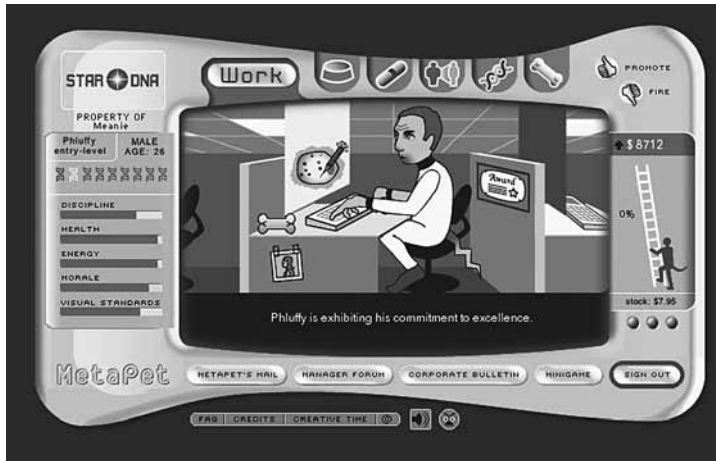 STAR DNA
PROPERTY OF
Meanie
Phluffy
entry-level
MALE
AGE: 26
DISCIPLINE
HEALTH
ENERGY
MORALE
VISUAL STANDARDS
Work
PROMOTE
FIRE
$8712
0%
stock: $7.95
Award
Phluffy is exhibiting his commitment to excellence.
MetaPet
METAPET'S MAIL
MANAGER FORUM
CORPORATE BULLETIN
MINIGAME
SIGN OUT
FAQ
CREDITS
CREATIVE TIME